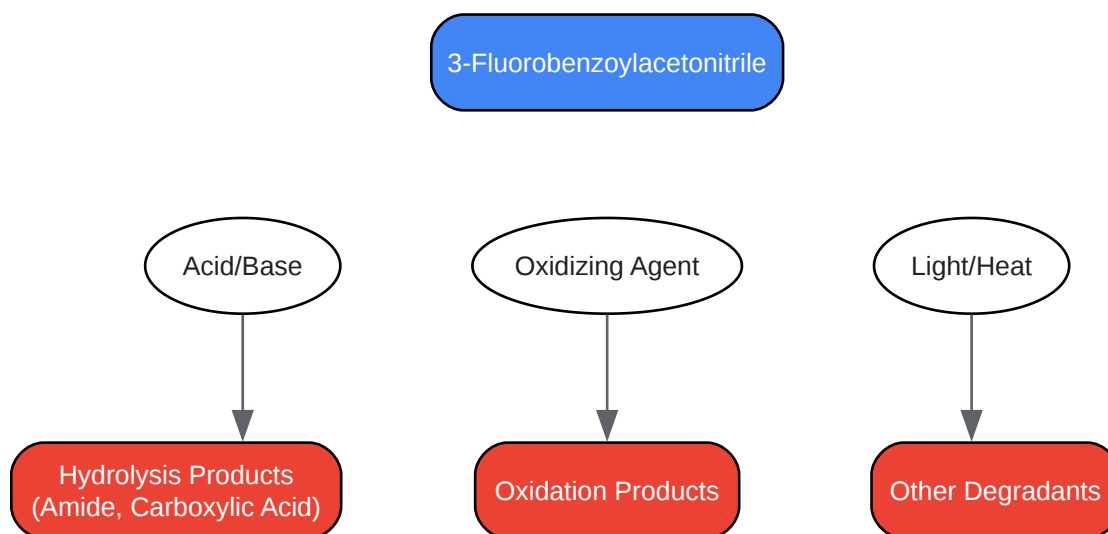 3-Fluorobenzoylacetonitrile
Acid/Base
Oxidizing Agent
Light/Heat
Hydrolysis Products
(Amide, Carboxylic Acid)
Oxidation Products
Other Degradants